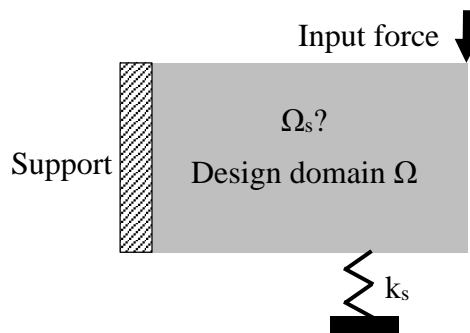 Input force
Ωₛ?
Support
Design domain Ω
kₛ